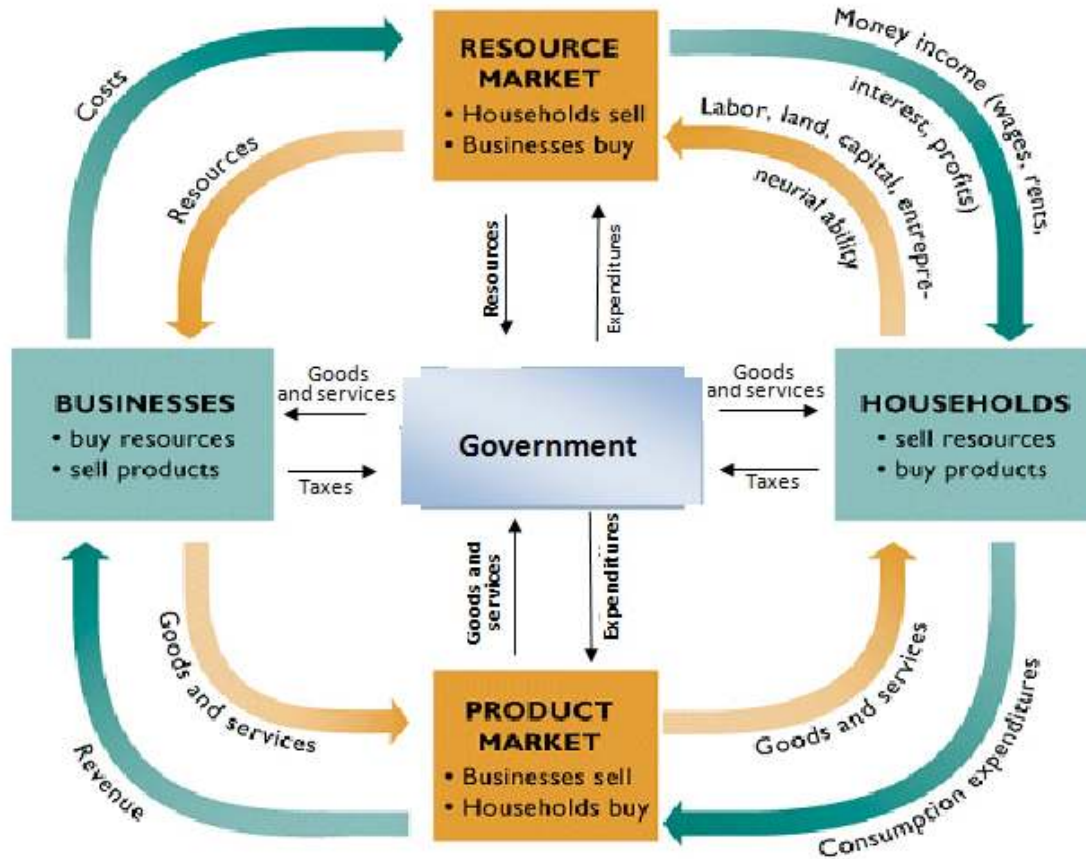 RESOURCE
MARKET
• Households sell
• Businesses buy
Costs
Resources
Money income (wages, rents,
interest, profits)
Labor, land, capital, entrepre-
neurial ability
Resources
Expenditures
BUSINESSES
• buy resources
• sell products
Goods
and services
Taxes
Government
Goods
and services
Taxes
HOUSEHOLDS
• sell resources
• buy products
Goods and
services
Expenditures
Goods and services
Revenue
PRODUCT
MARKET
• Businesses sell
• Households buy
Goods and services
Consumption expenditures